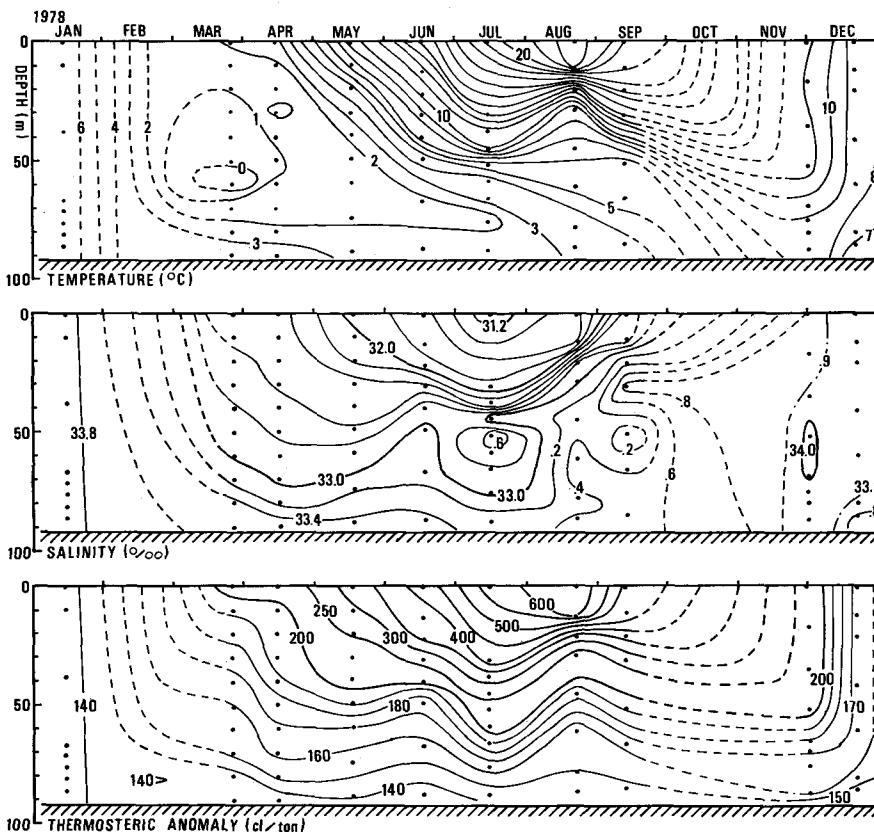 1978
JAN FEB MAR APR MAY JUN JUL AUG SEP OCT NOV DEC
0
50
100
DEPTH (m)
6 4 2 1 0 3 2 10 20 3 5 10 8 7
TEMPERATURE (°C)
0
50
100
33.8 33.0 33.4 32.0 31.2 .6 33.0 .2 .4 .2 .6 .8 34.0 .9 33. .8
SALINITY (‰)
0
50
100
140 140> 200 250 300 400 500 600 180 160 140 200 170 150
THERMOSTERIC ANOMALY (cl/ton)